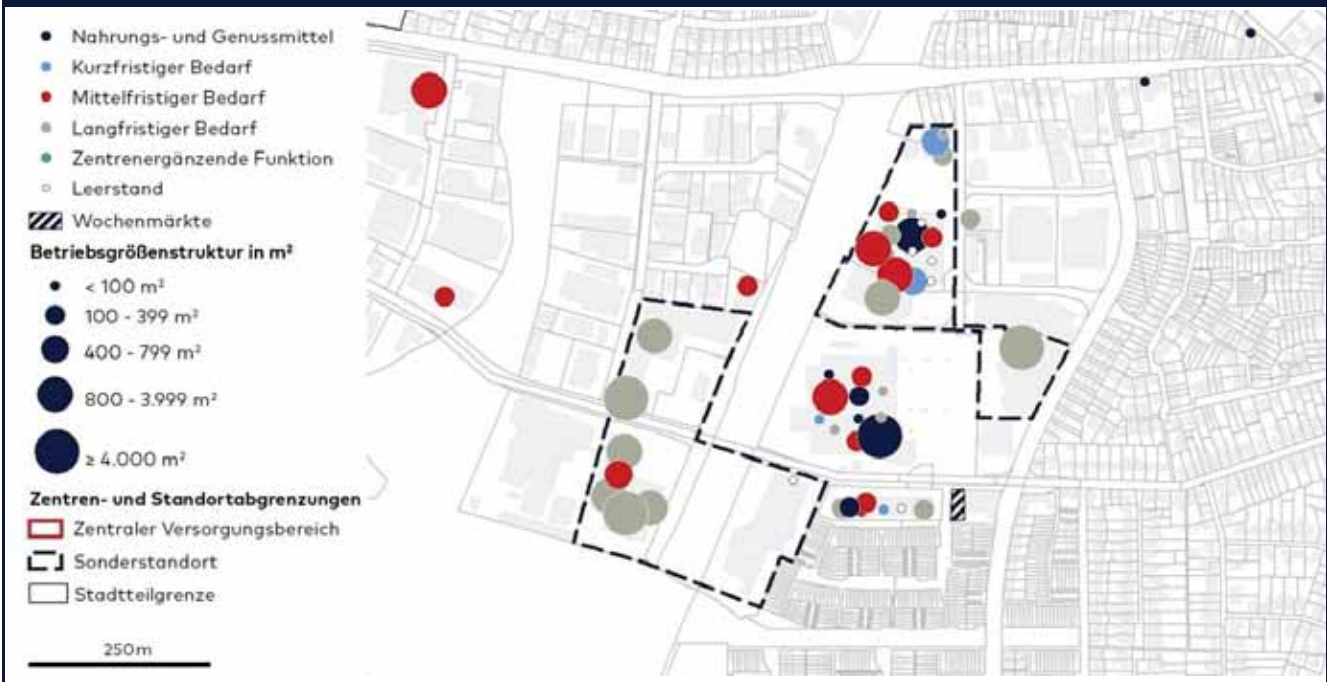 Nahrungs- und Genussmittel
Kurzfristiger Bedarf
Mittelfristiger Bedarf
Langfristiger Bedarf
Zentrenergänzende Funktion
Leerstand
Wochenmärkte
Betriebsgrößenstruktur in m²
< 100 m²
100 - 399 m²
400 - 799 m²
800 - 3.999 m²
≥ 4.000 m²
Zentren- und Standortabgrenzungen
Zentraler Versorgungsbereich
Sonderstandort
Stadtteilgrenze
250m